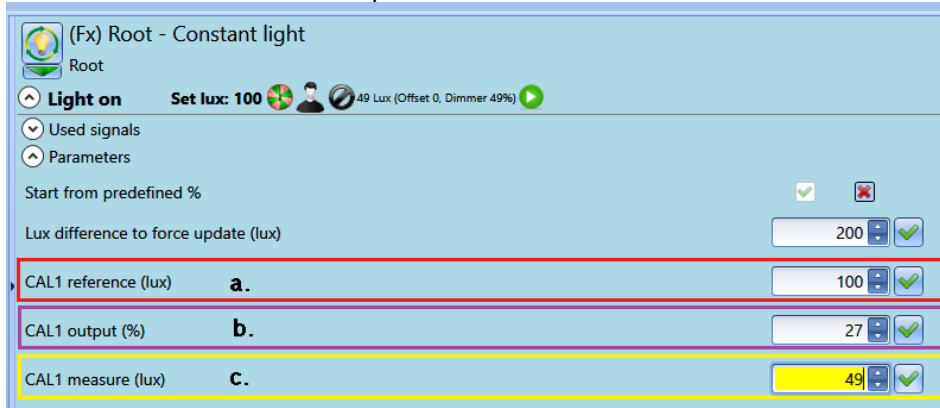 (Fx) Root - Constant light
Root
Light on Set lux: 100 49 Lux (Offset 0, Dimmer 49%)
Used signals
Parameters
Start from predefined %
Lux difference to force update (lux) 200
CAL1 reference (lux) a. 100
CAL1 output (%) b. 27
CAL1 measure (lux) c. 49